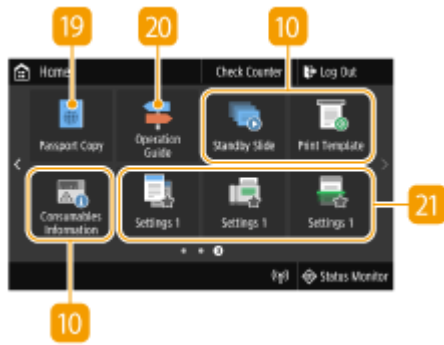 19
20
10
Home
Check Counter
Log Out
Passport Copy
Operation
Guide
Standby Slide
Print Template
21
Consumables
Information
Settings 1
Settings 1
Settings 1
Status Monitor
10